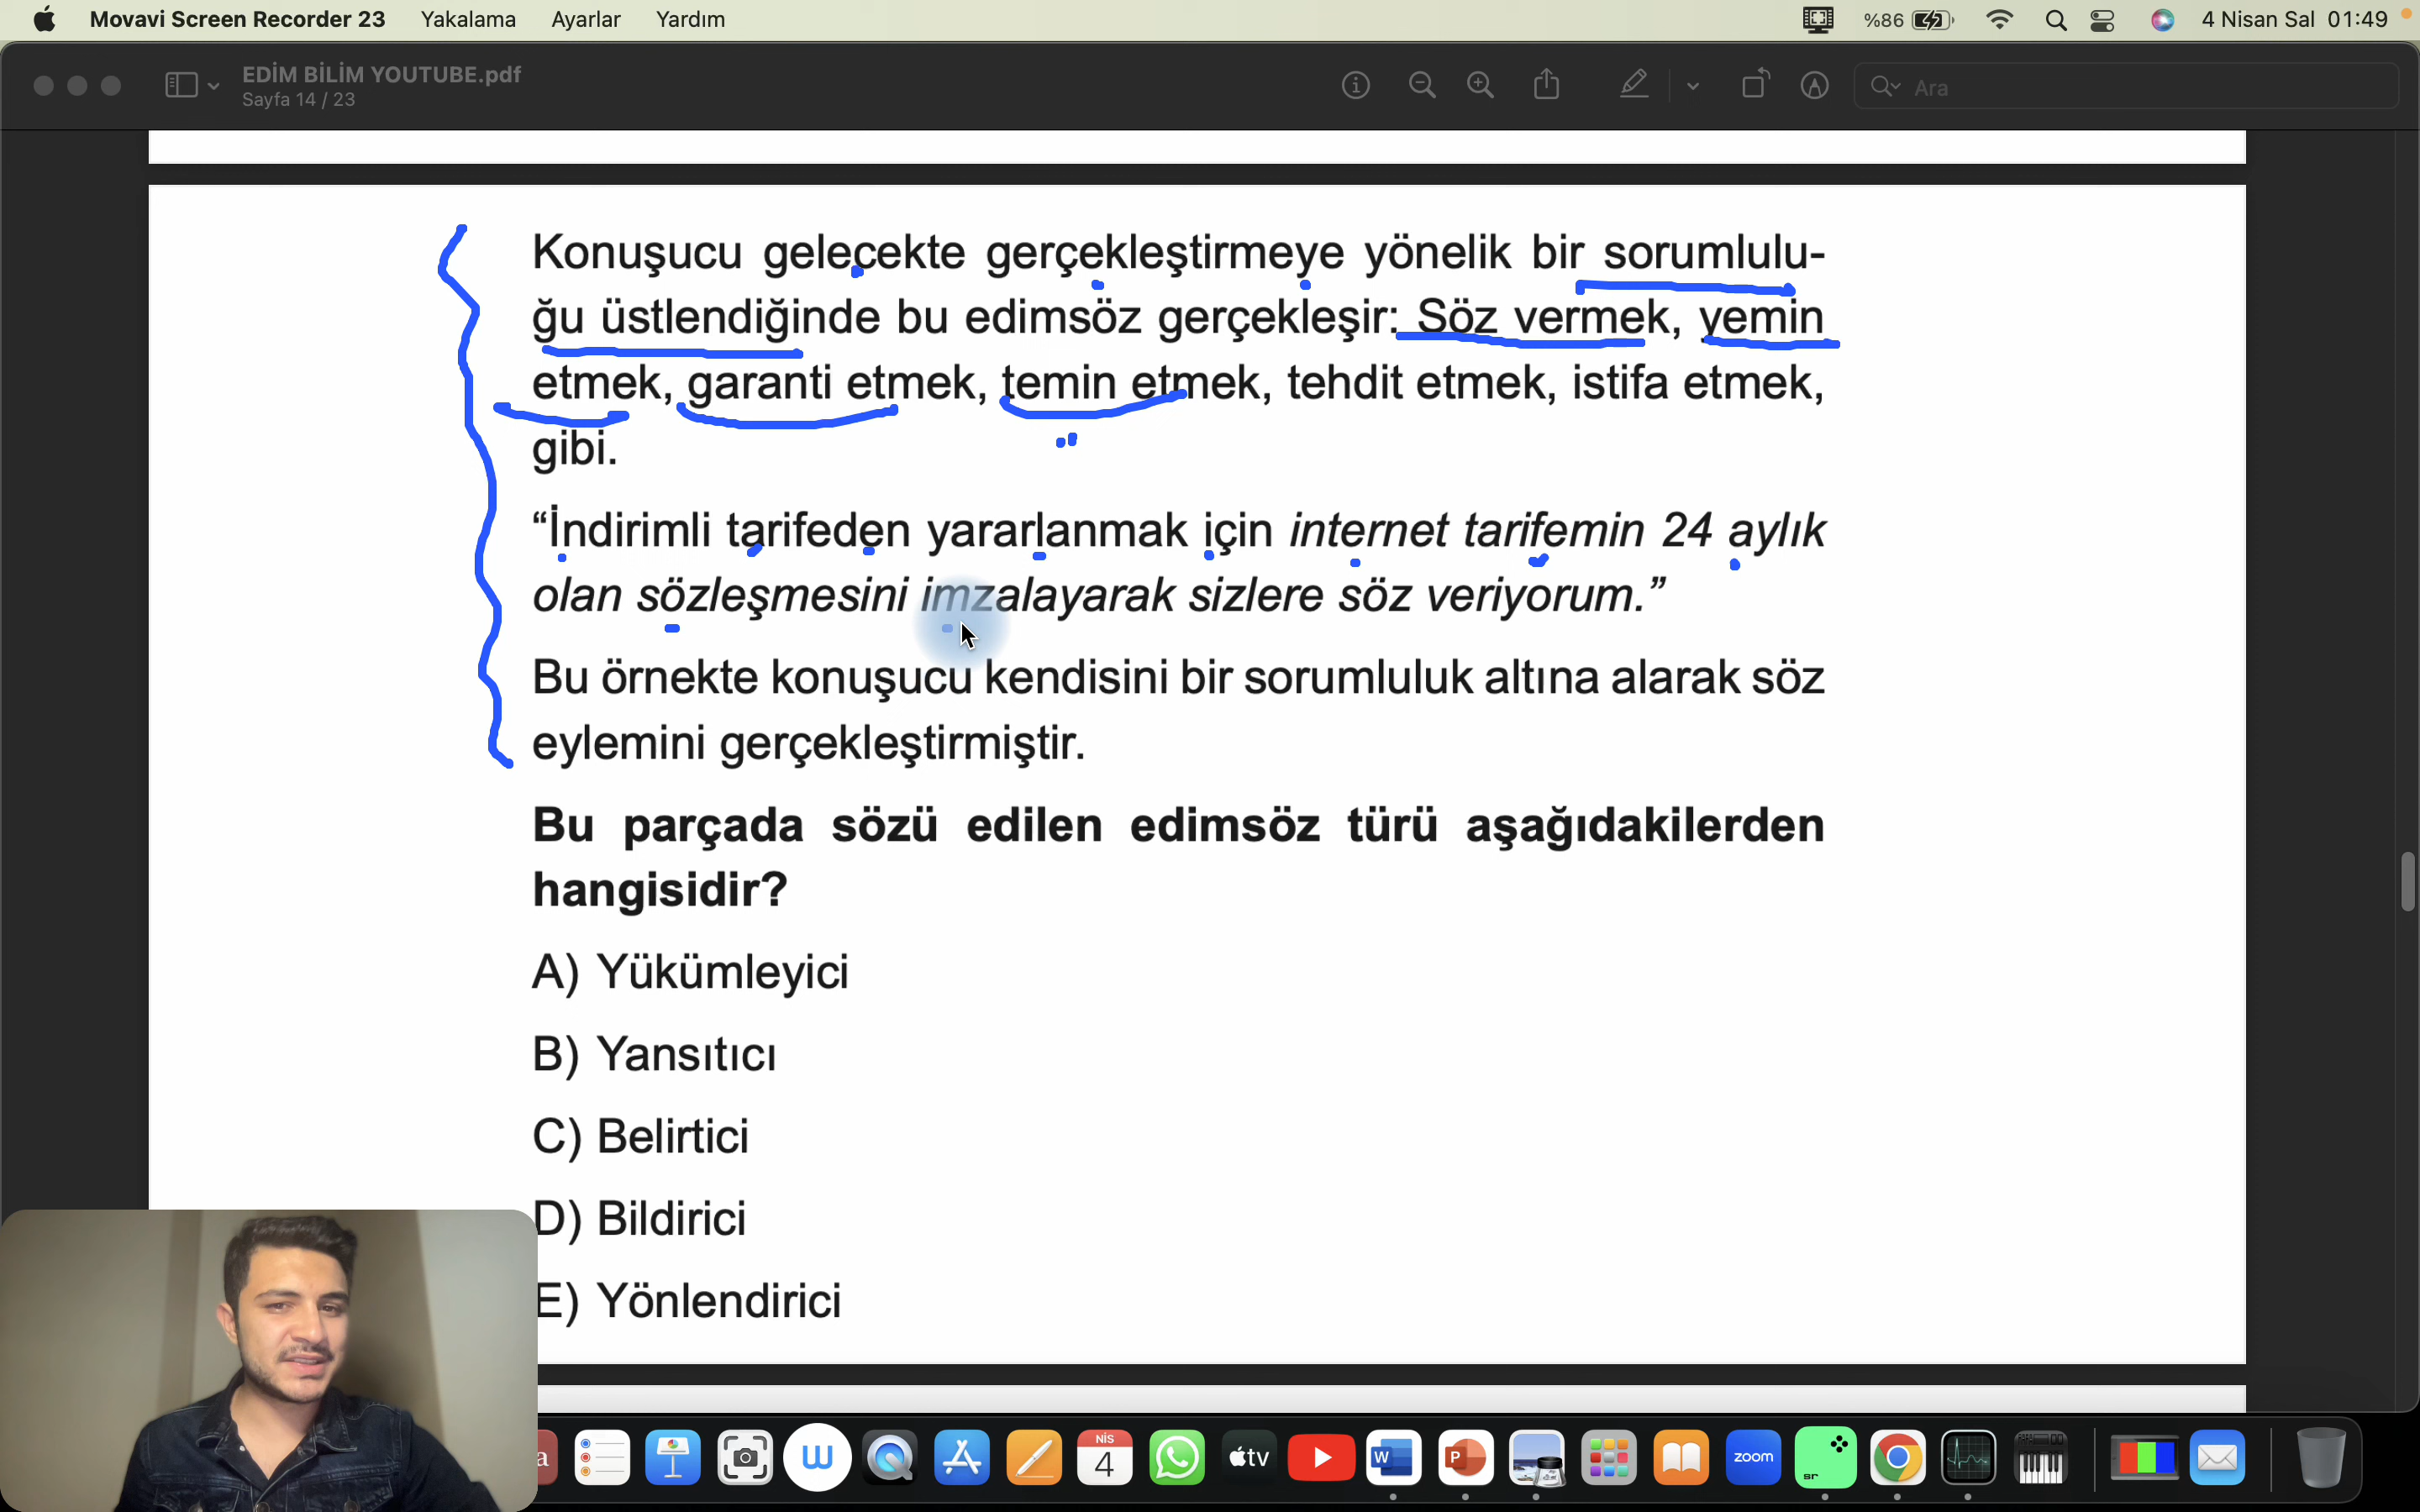 Movavi Screen Recorder 23 Yakalama Ayarlar Yardım %86 4 Nisan Sal 01:49
EDİM BİLİM YOUTUBE.pdf
Sayfa 14 / 23
Ara
Konuşucu gelecekte gerçekleştirmeye yönelik bir sorumlulu-
ğu üstlendiğinde bu edimsöz gerçekleşir: Söz vermek, yemin
etmek, garanti etmek, temin etmek, tehdit etmek, istifa etmek,
gibi.
“İndirimli tarifeden yararlanmak için internet tarifemin 24 aylık
olan sözleşmesini imzalayarak sizlere söz veriyorum.”
Bu örnekte konuşucu kendisini bir sorumluluk altına alarak söz
eylemini gerçekleştirmiştir.
Bu parçada sözü edilen edimsöz türü aşağıdakilerden
hangisidir?
A) Yükümleyici
B) Yansıtıcı
C) Belirtici
D) Bildirici
E) Yönlendirici
a W NİS 4 tv W P zoom sr